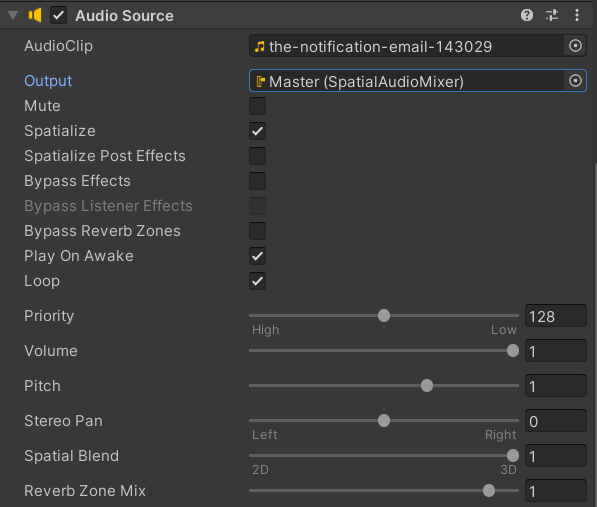 Audio Source
AudioClip the-notification-email-143029
Output Master (SpatialAudioMixer)
Mute
Spatialize
Spatialize Post Effects
Bypass Effects
Bypass Listener Effects
Bypass Reverb Zones
Play On Awake
Loop
Priority 128
High Low
Volume 1
Pitch 1
Stereo Pan 0
Left Right
Spatial Blend 1
2D 3D
Reverb Zone Mix 1